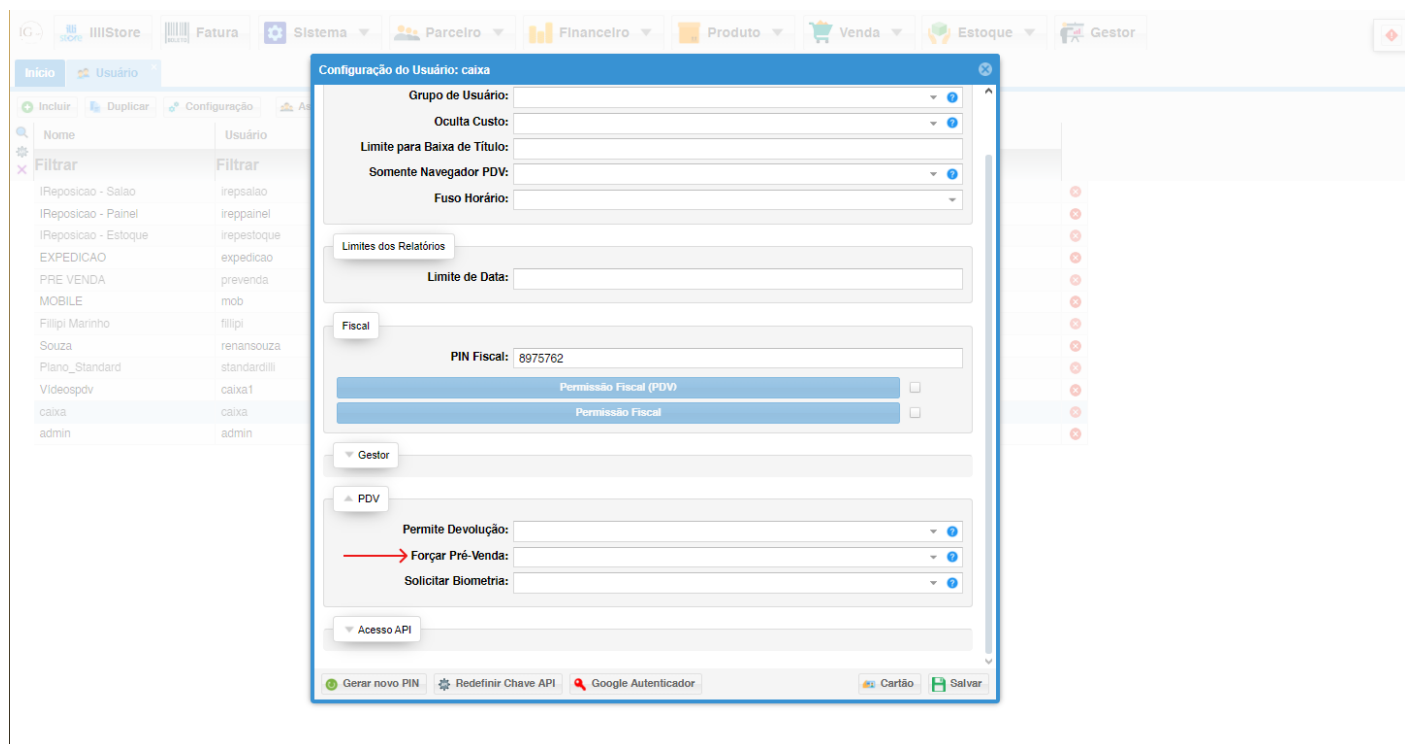 IllIStore Fatura Sistema Parceiro Financeiro Produto Venda Estoque Gestor
Início Usuário
Incluir Duplicar Configuração As
Nome Usuário
Filtrar Filtrar
IReposicao - Salao irepsalao
IReposicao - Painel ireppainel
IReposicao - Estoque irepestoque
EXPEDICAO expedicao
PRE VENDA prevenda
MOBILE mob
Fillipi Marinho fillipi
Souza renansouza
Plano_Standard standardilli
Videospdv caixa1
caixa caixa
admin admin
Configuração do Usuário: caixa
Grupo de Usuário:
Oculta Custo:
Limite para Baixa de Título:
Somente Navegador PDV:
Fuso Horário:
Limites dos Relatórios
Limite de Data:
Fiscal
PIN Fiscal: 8975762
Permissão Fiscal (PDV)
Permissão Fiscal
Gestor
PDV
Permite Devolução:
Forçar Pré-Venda:
Solicitar Biometria:
Acesso API
Gerar novo PIN Redefinir Chave API Google Autenticador Cartão Salvar